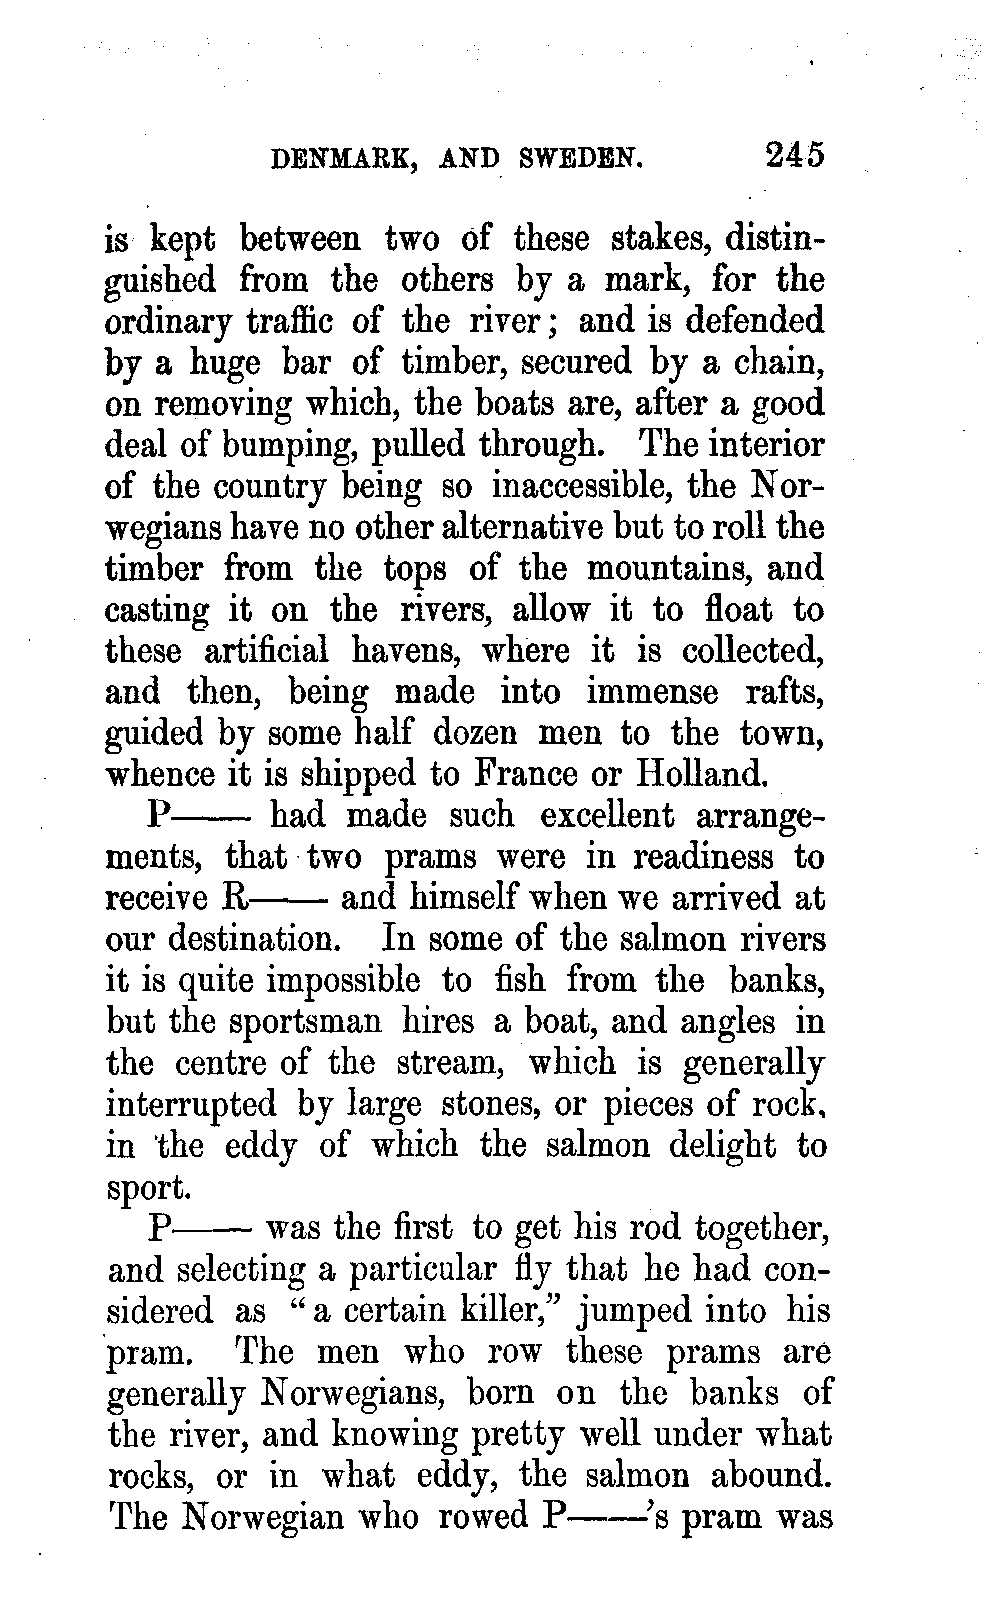 DENMARK, AND SWEDEN. 245
is kept between two of these stakes, distin-
guished from the others by a mark, for the
ordinary traffic of the river; and is defended
by a huge bar of timber, secured by a chain,
on removing which, the boats are, after a good
deal of bumping, pulled through. The interior
of the country being so inaccessible, the Nor-
wegians have no other alternative but to roll the
timber from the tops of the mountains, and
casting it on the rivers, allow it to float to
these artificial havens, where it is collected,
and then, being made into immense rafts,
guided by some half dozen men to the town,
whence it is shipped to France or Holland.
P—— had made such excellent arrange-
ments, that two prams were in readiness to
receive R—— and himself when we arrived at
our destination. In some of the salmon rivers
it is quite impossible to fish from the banks,
but the sportsman hires a boat, and angles in
the centre of the stream, which is generally
interrupted by large stones, or pieces of rock,
in the eddy of which the salmon delight to
sport.
P—— was the first to get his rod together,
and selecting a particular fly that he had con-
sidered as “a certain killer,” jumped into his
pram. The men who row these prams are
generally Norwegians, born on the banks of
the river, and knowing pretty well under what
rocks, or in what eddy, the salmon abound.
The Norwegian who rowed P——’s pram was